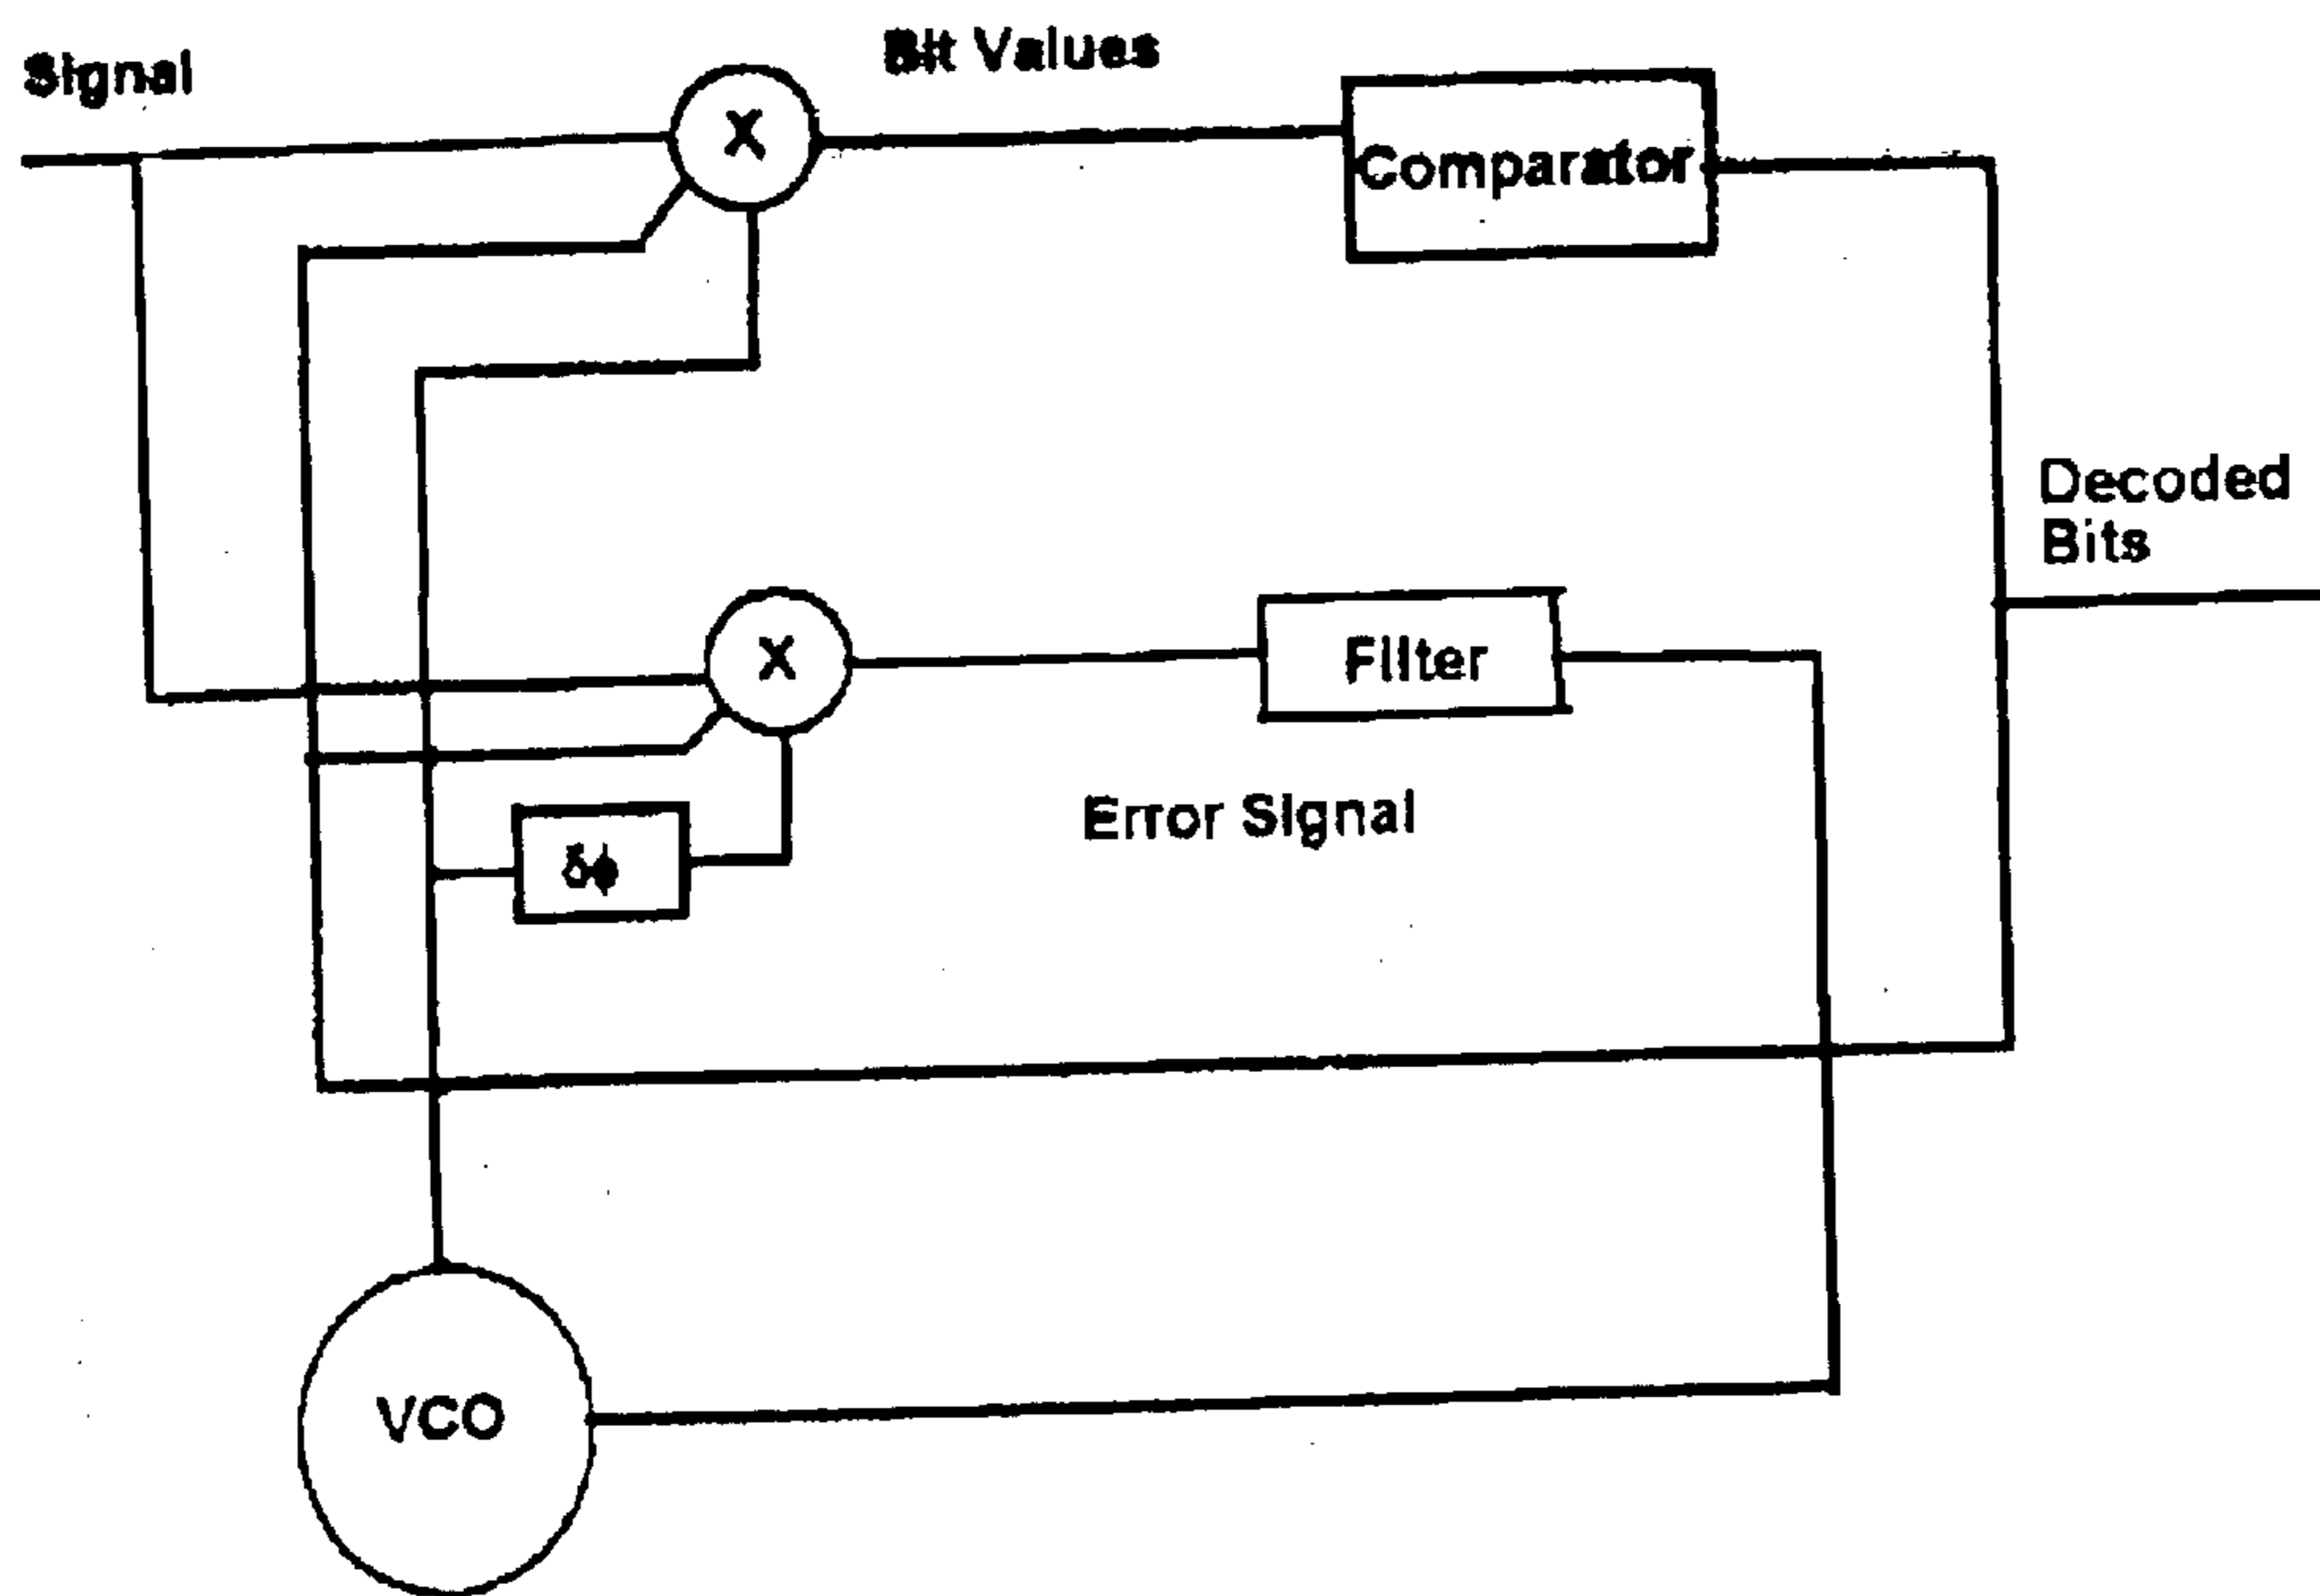 Signal
Bit Values
X
Comparator
Decoded
Bits
X
Filter
Error Signal
δφ
VCO